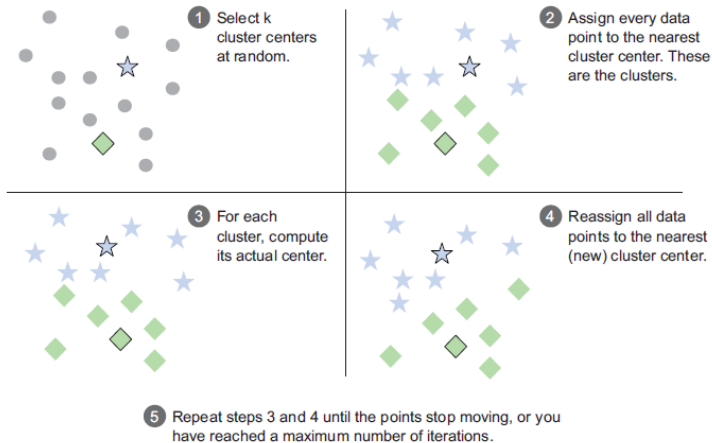 1 Select k
cluster centers
at random.
2 Assign every data
point to the nearest
cluster center. These
are the clusters.
3 For each
cluster, compute
its actual center.
4 Reassign all data
points to the nearest
(new) cluster center.
5 Repeat steps 3 and 4 until the points stop moving, or you
have reached a maximum number of iterations.